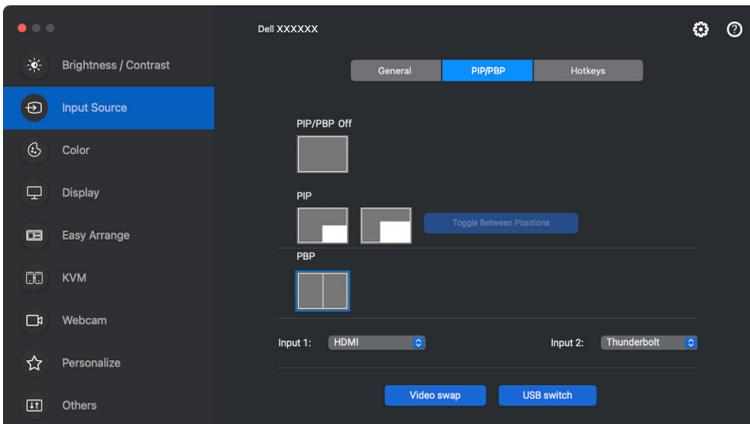 Dell XXXXXX
Brightness / Contrast
Input Source
Color
Display
Easy Arrange
KVM
Webcam
Personalize
Others
General PIP/PBP Hotkeys
PIP/PBP Off
PIP
Toggle Between Positions
PBP
Input 1: HDMI Input 2: Thunderbolt
Video swap USB switch